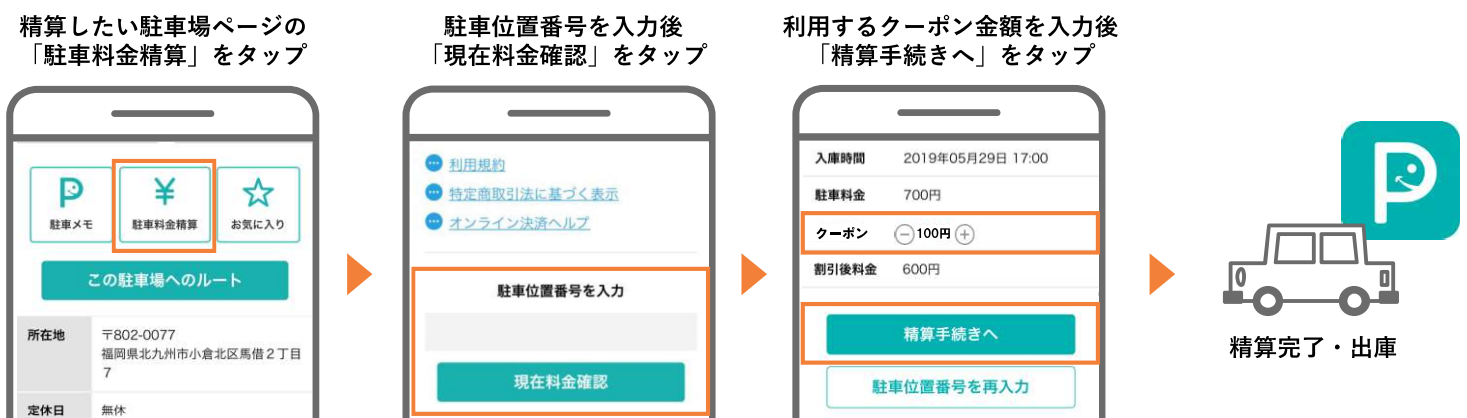 精算したい駐車場ページの
「駐車料金精算」をタップ
P
駐車メモ
¥
駐車料金精算
お気に入り
この駐車場へのルート
所在地 〒802-0077
福岡県北九州市小倉北区馬借2丁目
7
定休日 無休
駐車位置番号を入力後
「現在料金確認」をタップ
利用規約
特定商取引法に基づく表示
オンライン決済ヘルプ
駐車位置番号を入力
現在料金確認
利用するクーポン金額を入力後
「精算手続きへ」をタップ
入庫時間 2019年05月29日 17:00
駐車料金 700円
クーポン − 100円 +
割引後料金 600円
精算手続きへ
駐車位置番号を再入力
P
精算完了・出庫